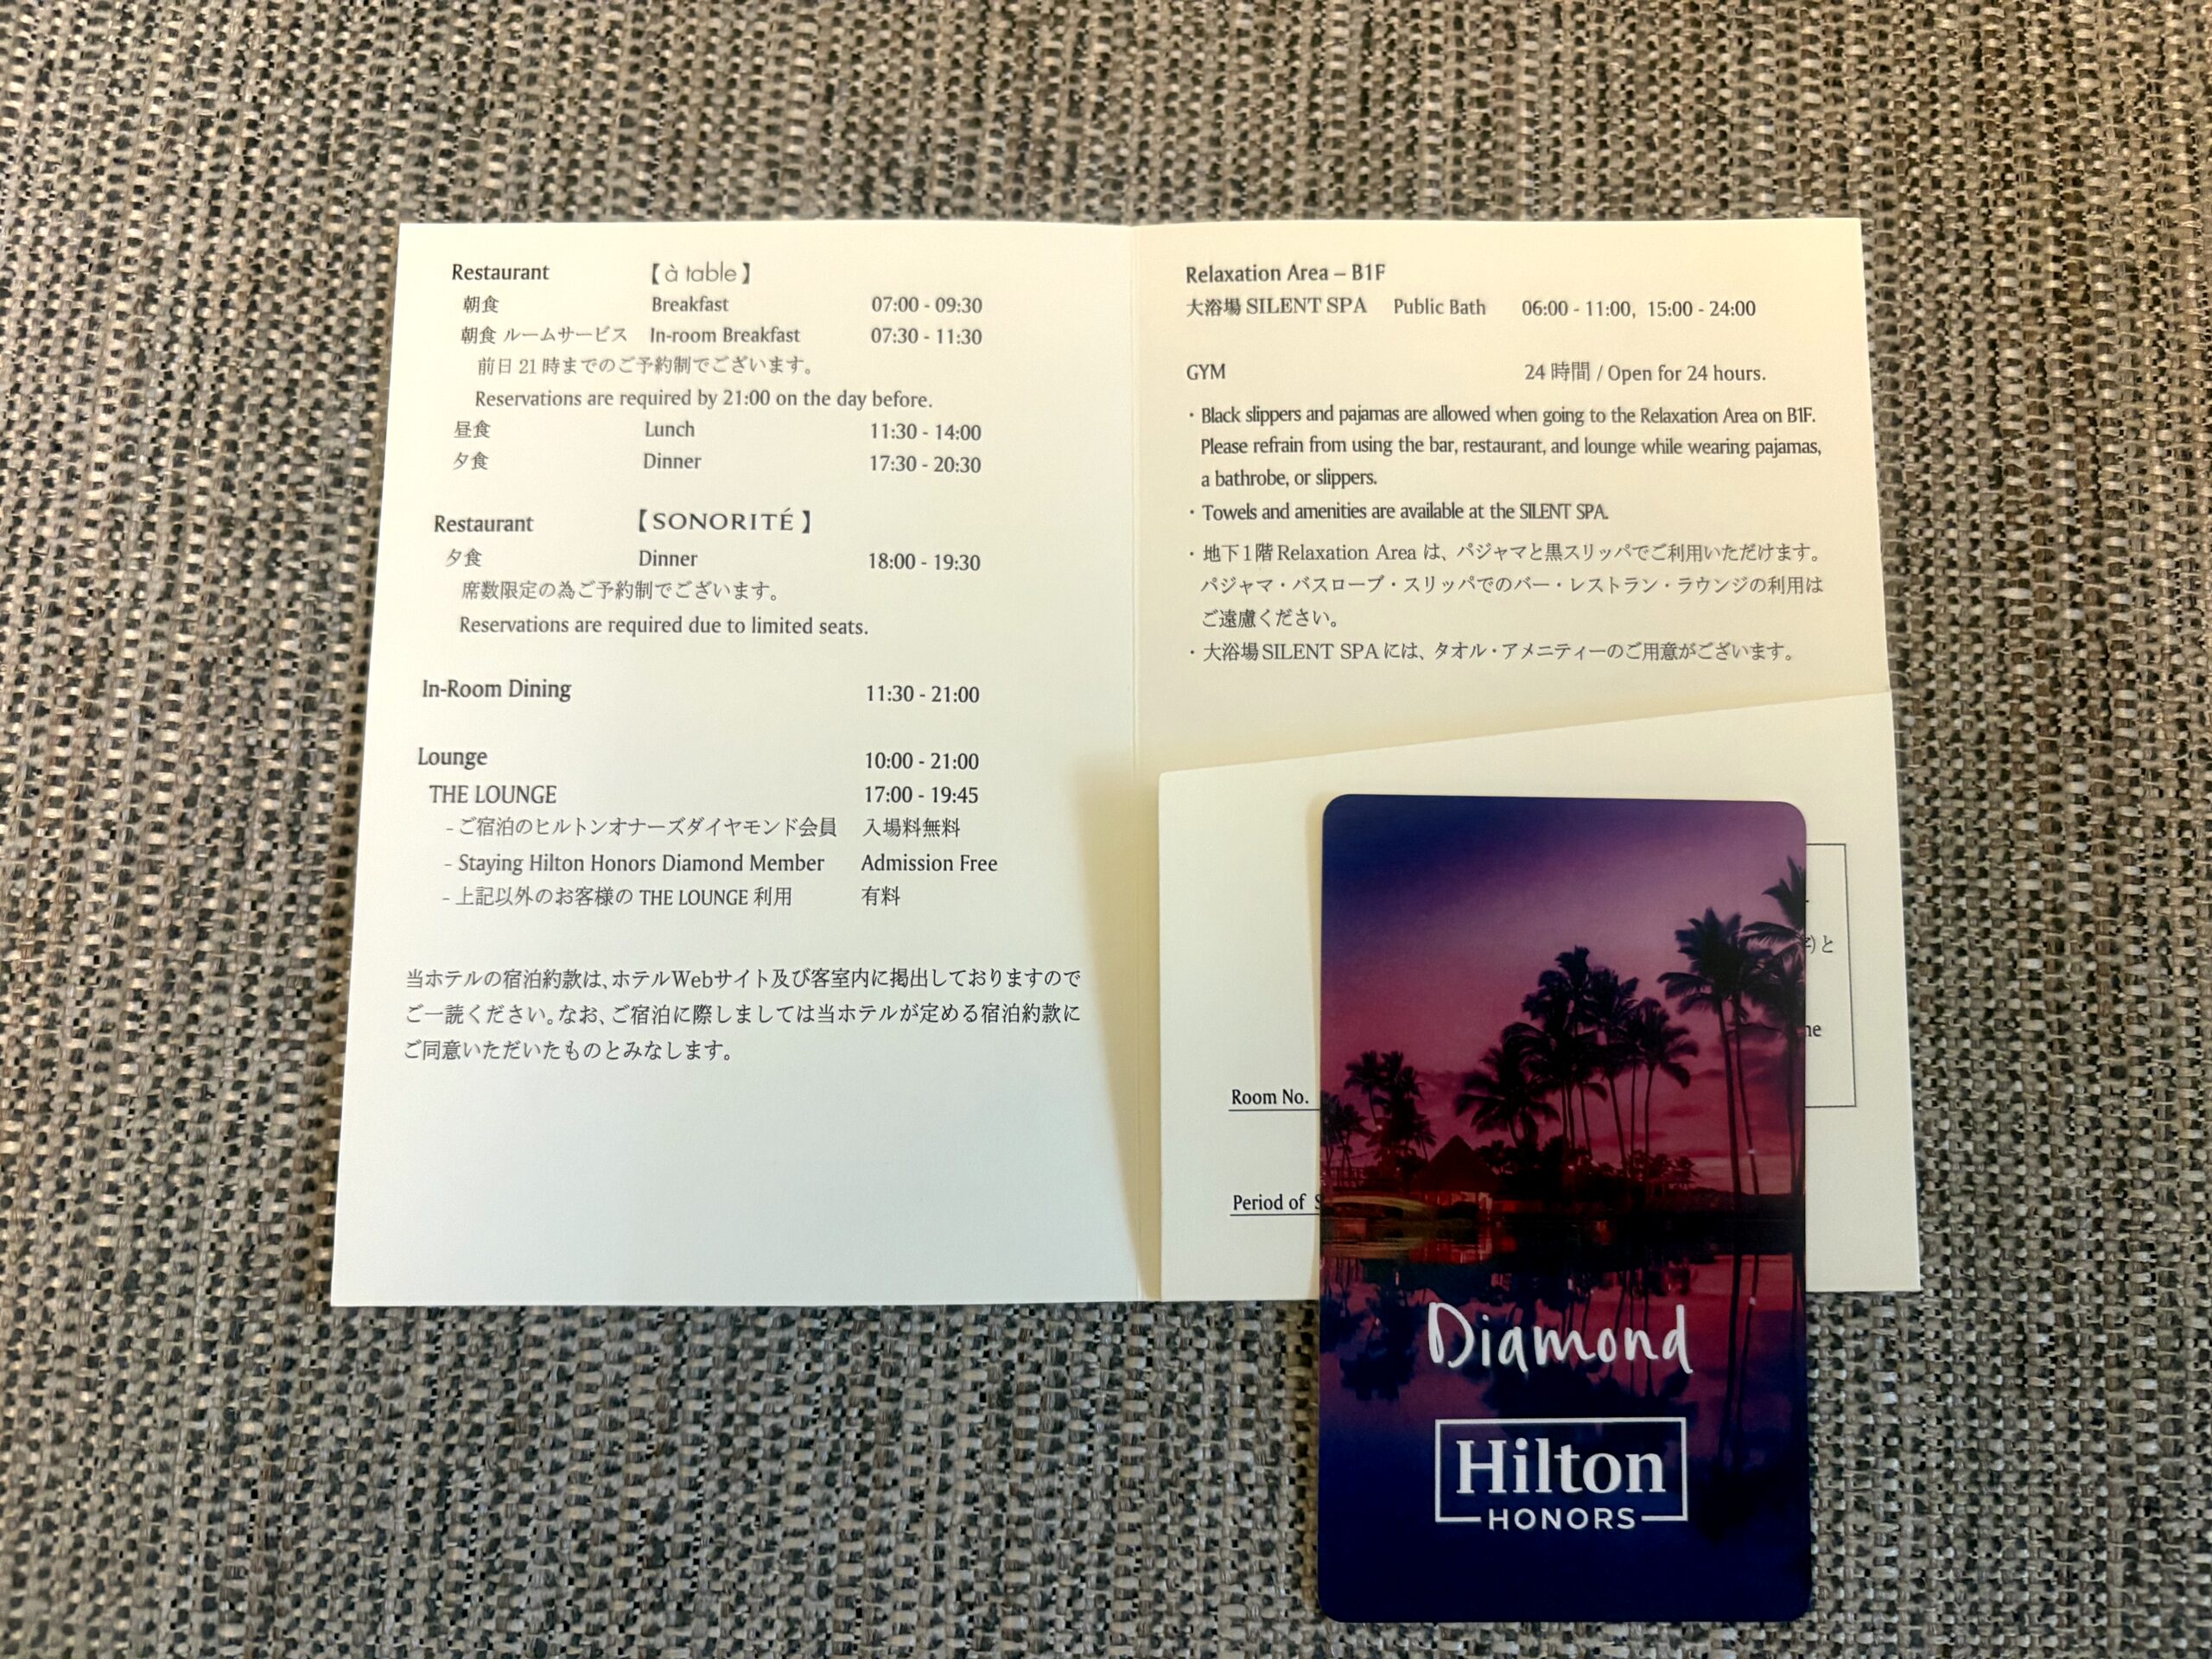 Restaurant 【à table】
朝食 Breakfast 07:00 - 09:30
朝食 ルームサービス In-room Breakfast 07:30 - 11:30
前日 21 時までのご予約制でございます。
Reservations are required by 21:00 on the day before.
昼食 Lunch 11:30 - 14:00
夕食 Dinner 17:30 - 20:30
Restaurant 【SONORITÉ】
夕食 Dinner 18:00 - 19:30
席数限定の為ご予約制でございます。
Reservations are required due to limited seats.
In-Room Dining 11:30 - 21:00
Lounge 10:00 - 21:00
THE LOUNGE 17:00 - 19:45
- ご宿泊のヒルトンオナーズダイヤモンド会員 入場料無料
- Staying Hilton Honors Diamond Member Admission Free
- 上記以外のお客様の THE LOUNGE 利用 有料
当ホテルの宿泊約款は、ホテルWebサイト及び客室内に掲出しておりますので
ご一読ください。なお、ご宿泊に際しましては当ホテルが定める宿泊約款に
ご同意いただいたものとみなします。
Relaxation Area – B1F
大浴場 SILENT SPA Public Bath 06:00 - 11:00, 15:00 - 24:00
GYM 24 時間 / Open for 24 hours.
・Black slippers and pajamas are allowed when going to the Relaxation Area on B1F.
Please refrain from using the bar, restaurant, and lounge while wearing pajamas,
a bathrobe, or slippers.
・Towels and amenities are available at the SILENT SPA.
・地下1階 Relaxation Area は、パジャマと黒スリッパでご利用いただけます。
パジャマ・バスローブ・スリッパでのバー・レストラン・ラウンジの利用は
ご遠慮ください。
・大浴場 SILENT SPA には、タオル・アメニティーのご用意がございます。
)と
Room No.
Period of
Diamond
Hilton
HONORS